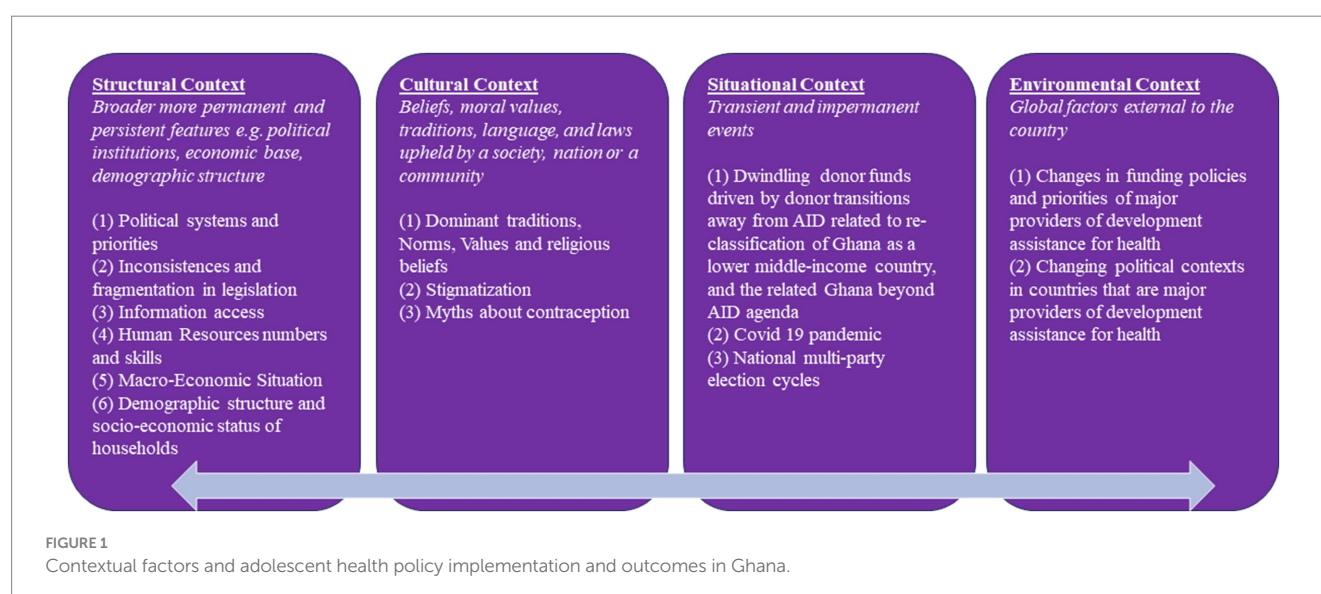 Structural Context
Broader more permanent and
persistent features e.g. political
institutions, economic base,
demographic structure
(1) Political systems and
priorities
(2) Inconsistences and
fragmentation in legislation
(3) Information access
(4) Human Resources numbers
and skills
(5) Macro-Economic Situation
(6) Demographic structure and
socio-economic status of
households
Cultural Context
Beliefs, moral values,
traditions, language, and laws
upheld by a society, nation or a
community
(1) Dominant traditions,
Norms, Values and religious
beliefs
(2) Stigmatization
(3) Myths about contraception
Situational Context
Transient and impermanent
events
(1) Dwindling donor funds
driven by donor transitions
away from AID related to re-
classification of Ghana as a
lower middle-income country,
and the related Ghana beyond
AID agenda
(2) Covid 19 pandemic
(3) National multi-party
election cycles
Environmental Context
Global factors external to the
country
(1) Changes in funding policies
and priorities of major
providers of development
assistance for health
(2) Changing political contexts
in countries that are major
providers of development
assistance for health
FIGURE 1
Contextual factors and adolescent health policy implementation and outcomes in Ghana.